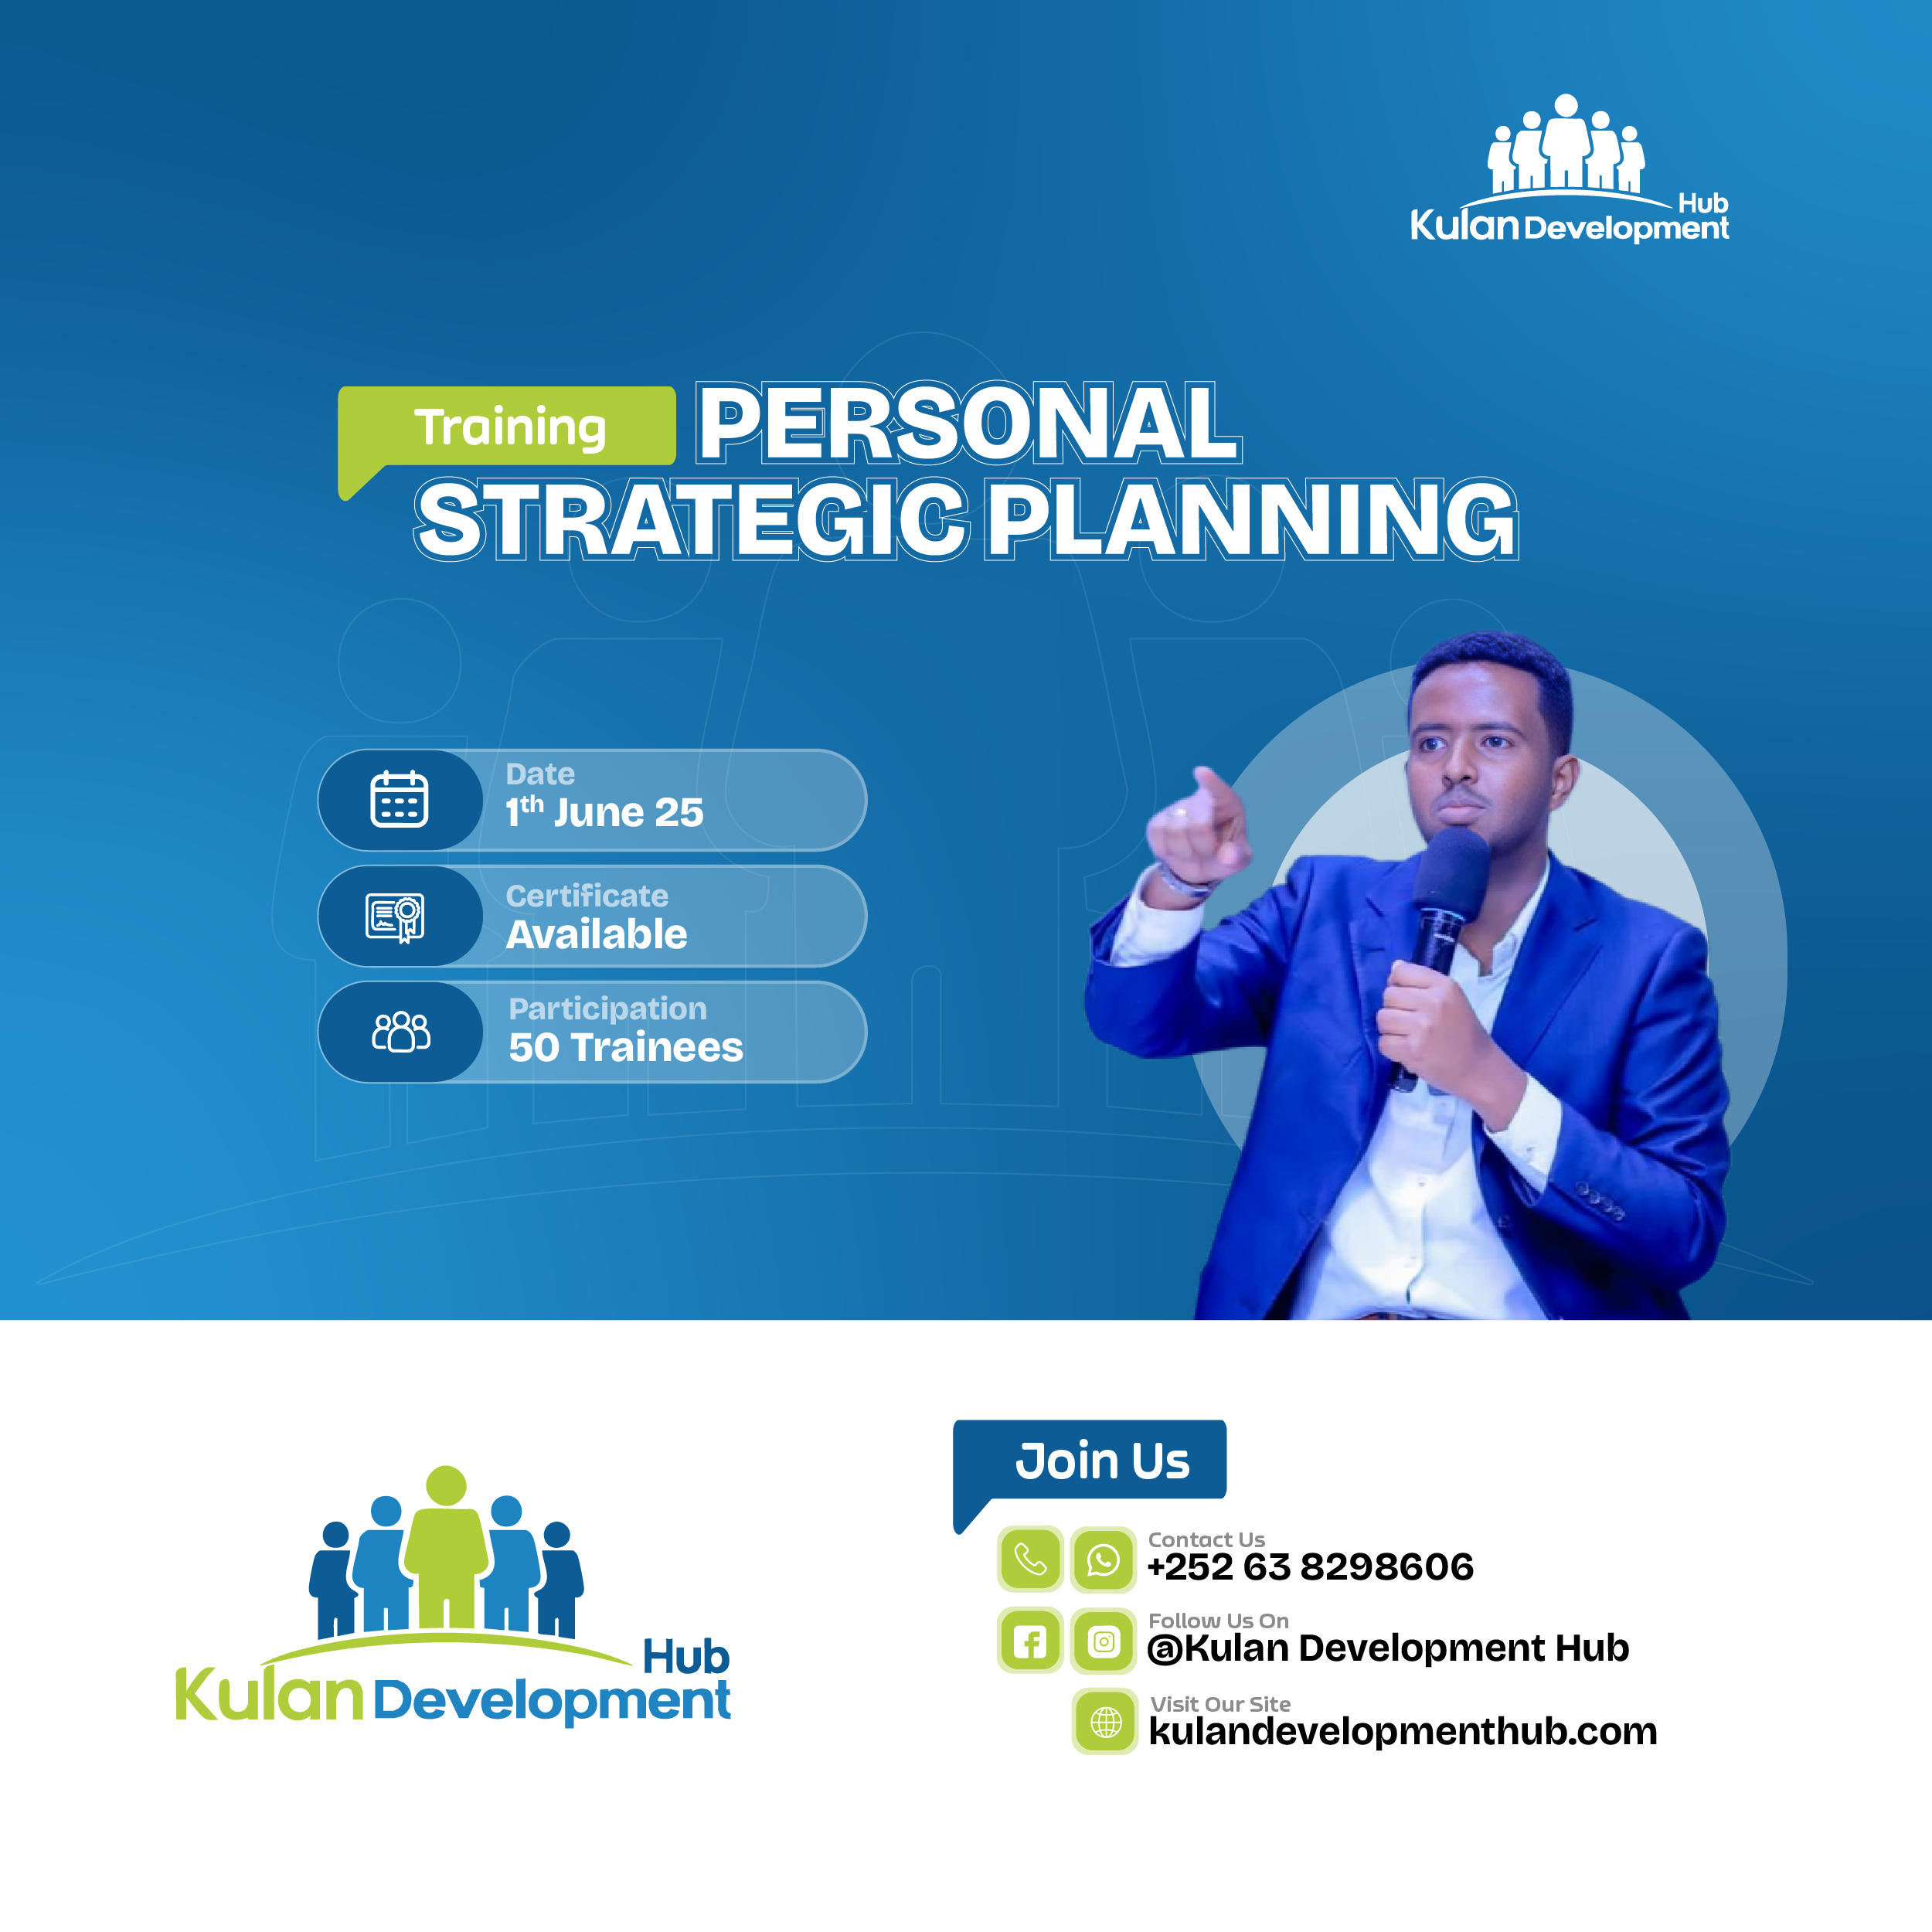 Hub
Kulan Development
Training
PERSONAL
STRATEGIC PLANNING
Date
1th June 25
Certificate
Available
Participation
50 Trainees
Hub
Kulan Development
Join Us
Contact Us
+252 63 8298606
Follow Us On
@Kulan Development Hub
Visit Our Site
kulandevelopmenthub.com